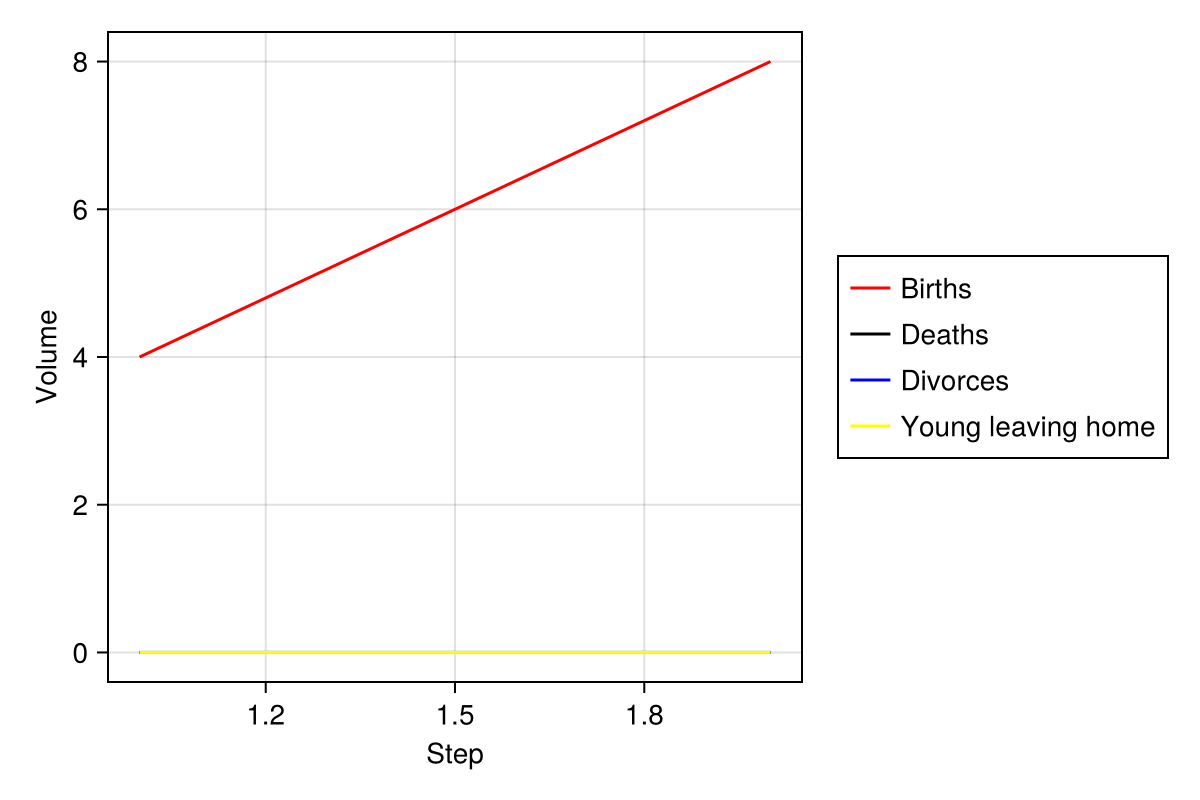 8
6
4
2
0
Volume
1.2 1.5 1.8
Step
Births
Deaths
Divorces
Young leaving home